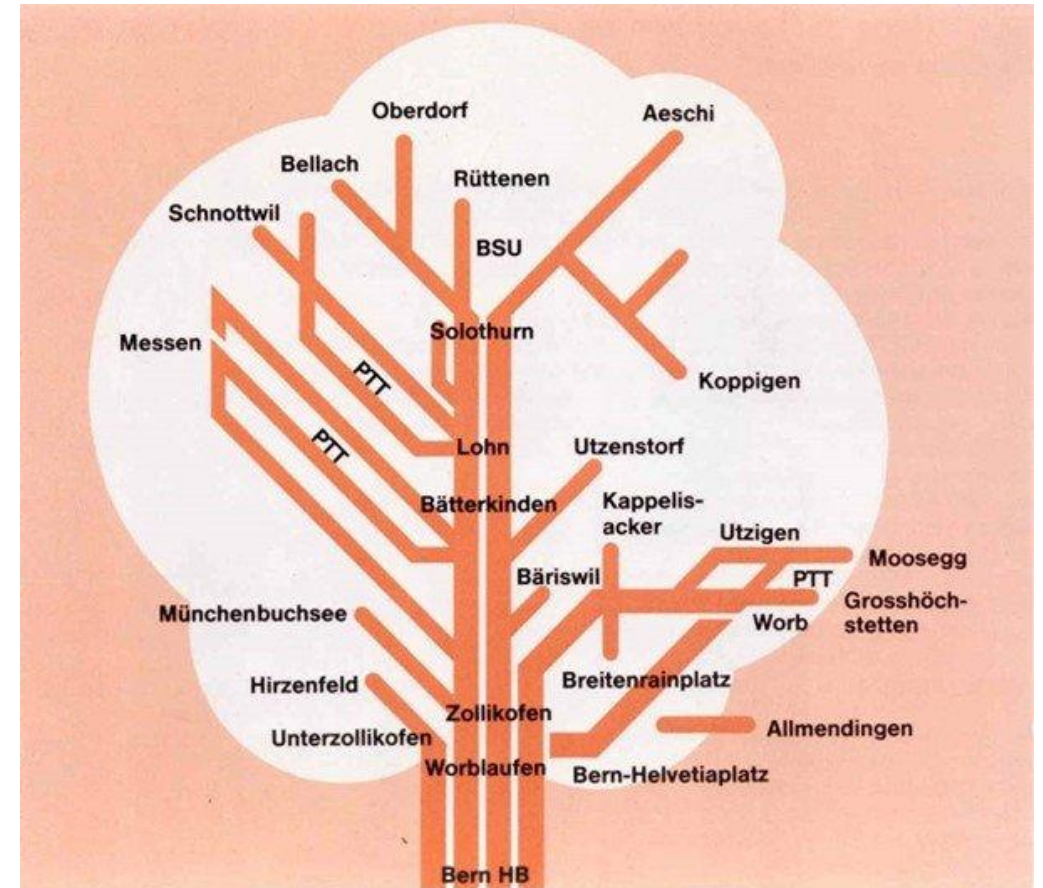 Oberdorf
Aeschi
Bellach
Rüttenen
Schnottwil
BSU
Solothurn
Messen
PTT
Koppigen
PTT
Lohn
Utzenstorf
Bätterkinden
Kappelis-
acker
Utzigen
Moosegg
Bäriswil
PTT
Grosshöch-
stetten
Münchenbuchsee
Worb
Breitenrainplatz
Hirzenfeld
Zollikofen
Allmendingen
Unterzollikofen
Worblaufen
Bern-Helvetiaplatz
Bern HB